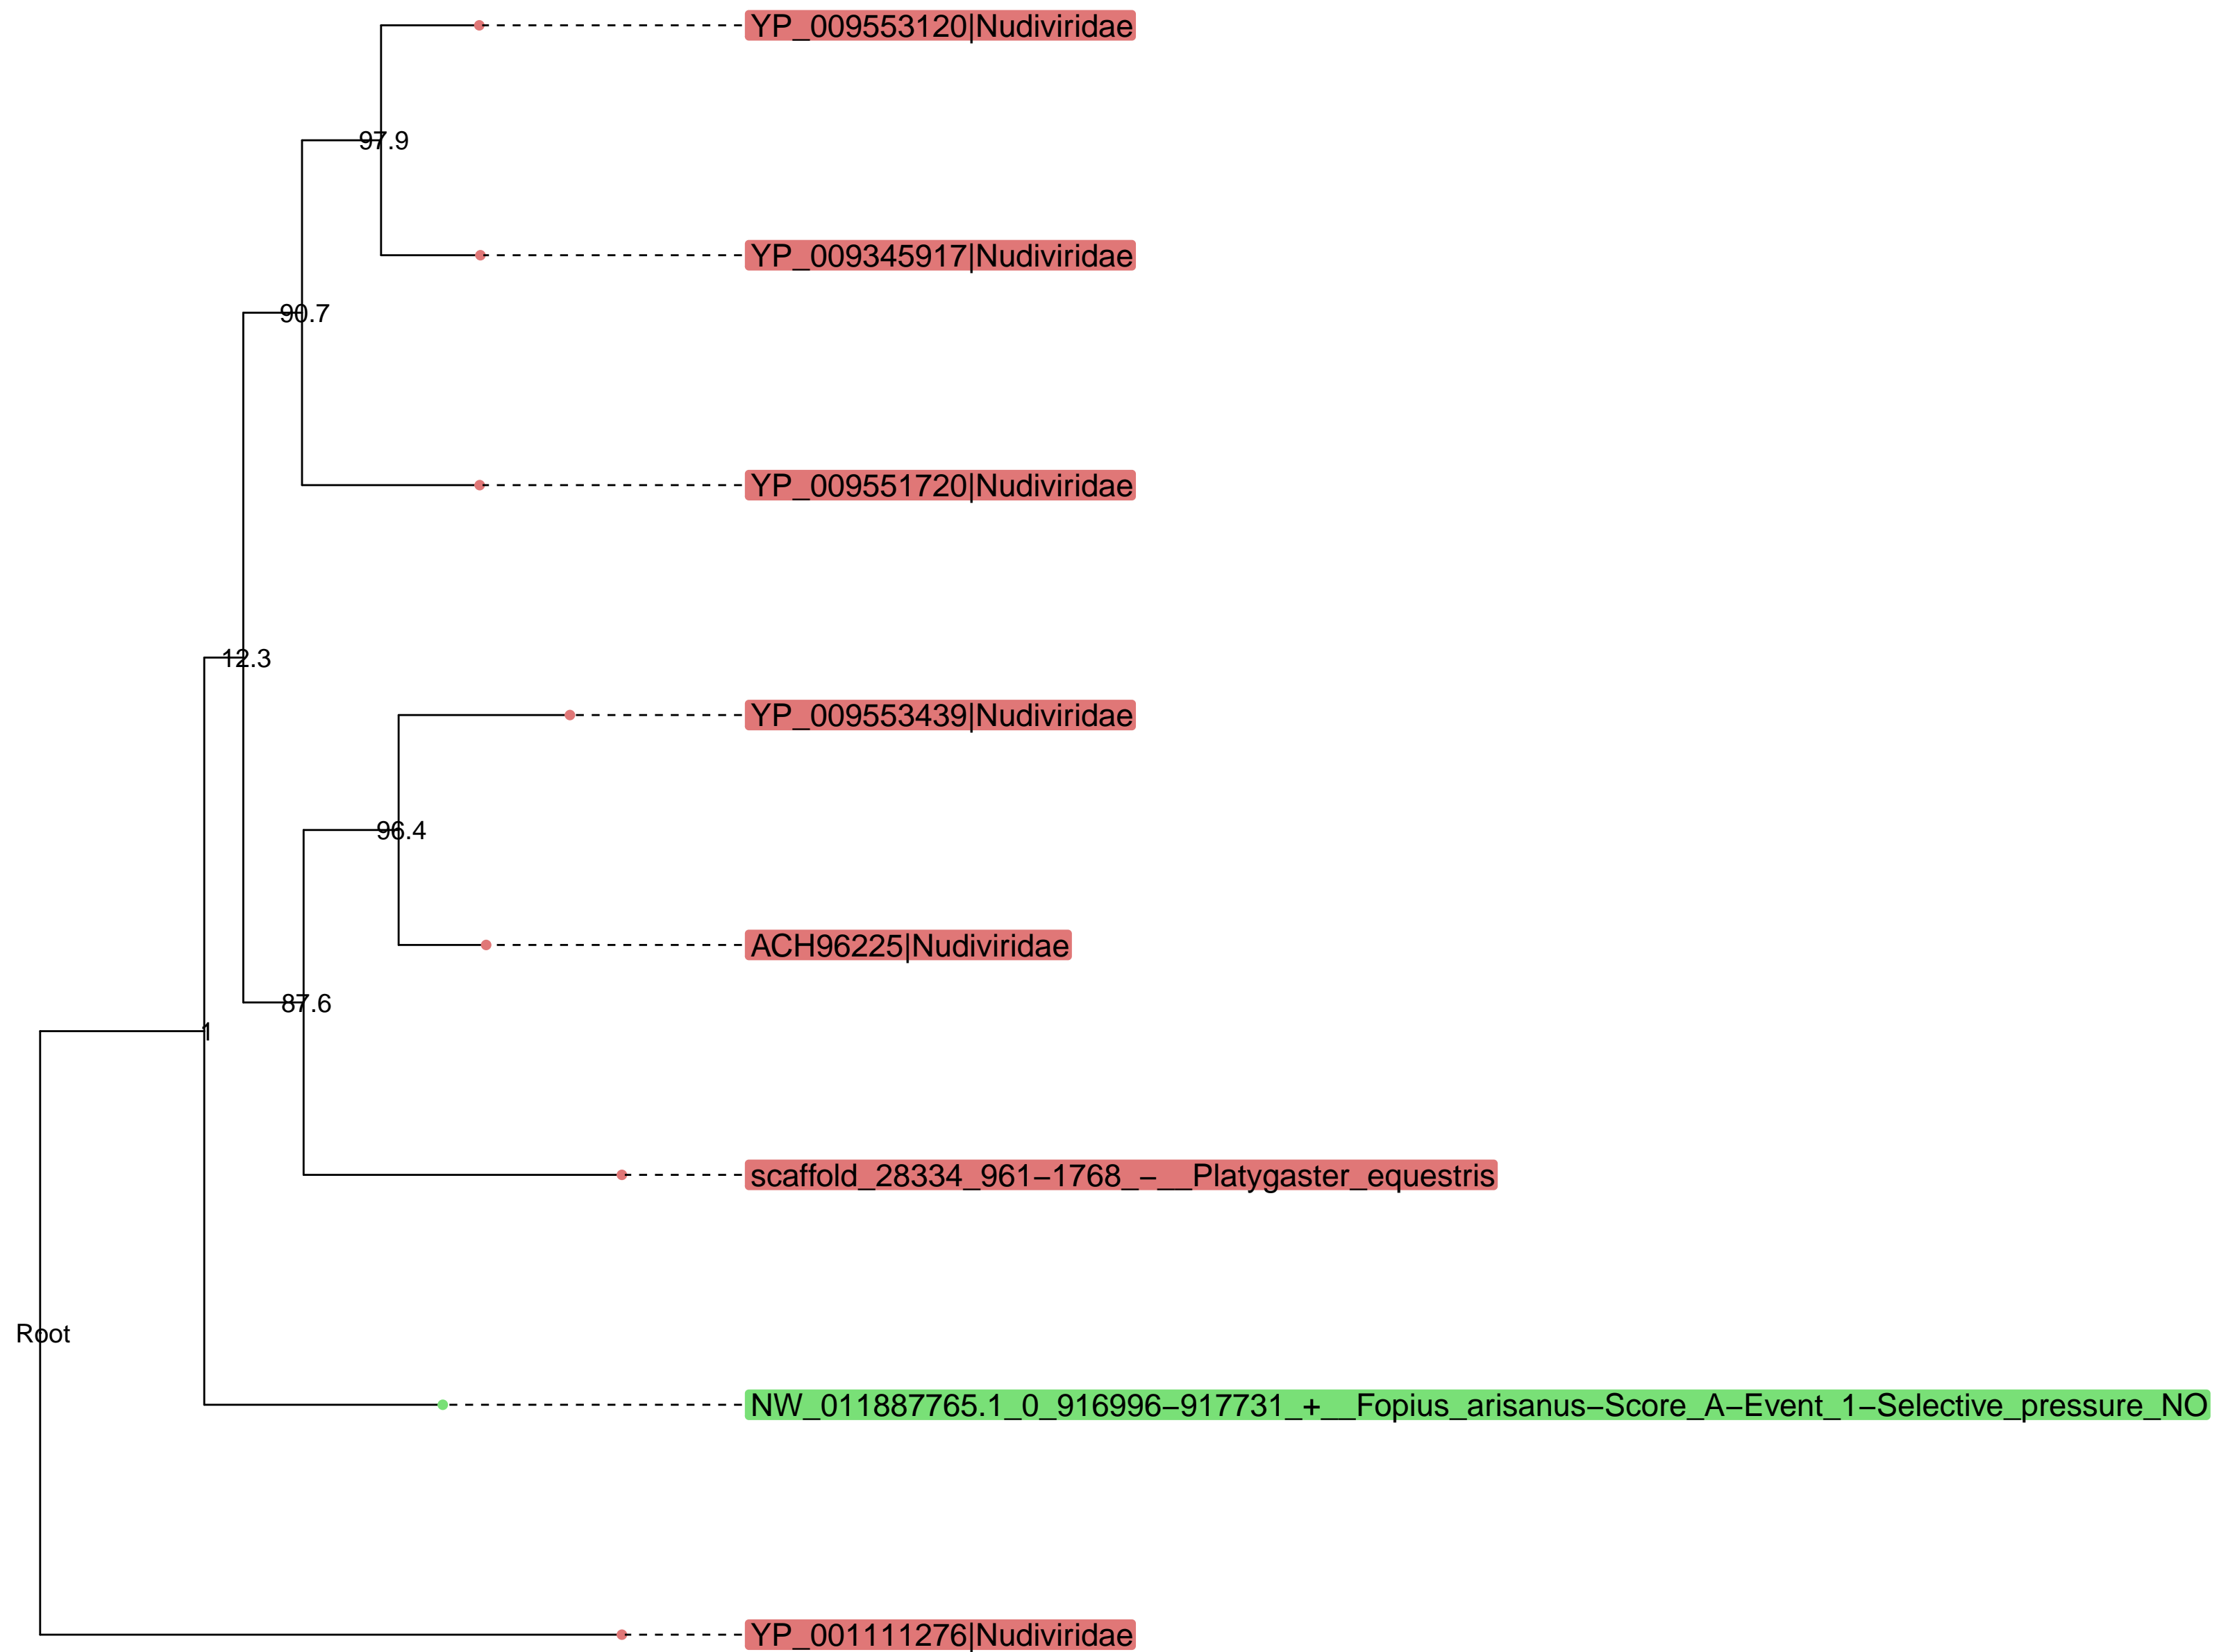 YP_009553120|Nudiviridae
97.9
YP_009345917|Nudiviridae
90.7
YP_009551720|Nudiviridae
12.3
YP_009553439|Nudiviridae
96.4
ACH96225|Nudiviridae
87.6
1
scaffold_28334_961−1768_−__Platygaster_equestris
Root
NW_011887765.1_0_916996−917731_+__Fopius_arisanus−Score_A−Event_1−Selective_pressure_NO
YP_001111276|Nudiviridae